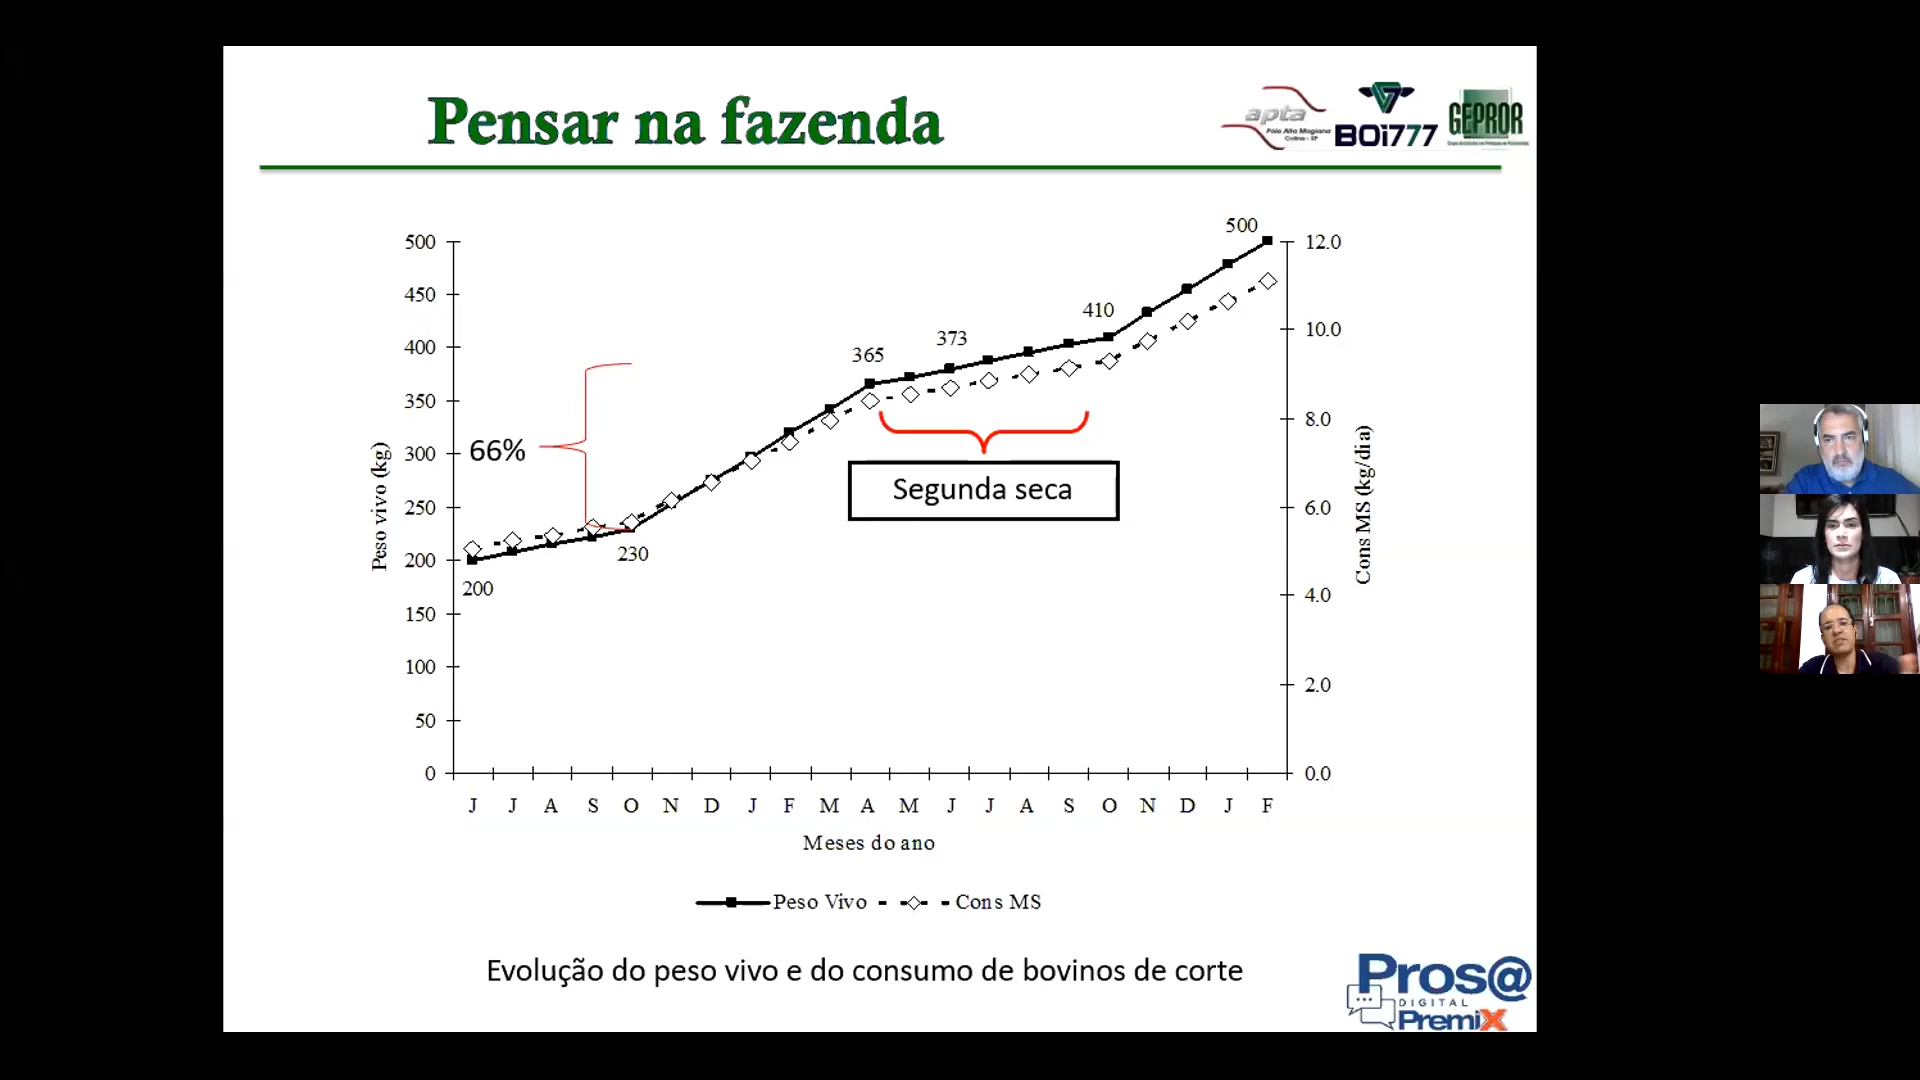 Pensar na fazenda
apta
Pólo Alta Mogiana
Colina - SP
BOi777
GEPROR
500
450
400
350
300
250
200
150
100
50
0
Peso vivo (kg)
12.0
10.0
8.0
6.0
4.0
2.0
0.0
Cons MS (kg/dia)
66%
200
230
365
373
410
500
Segunda seca
J J A S O N D J F M A M J J A S O N D J F
Meses do ano
Peso Vivo Cons MS
Evolução do peso vivo e do consumo de bovinos de corte
Pros@
DIGITAL
PremiX